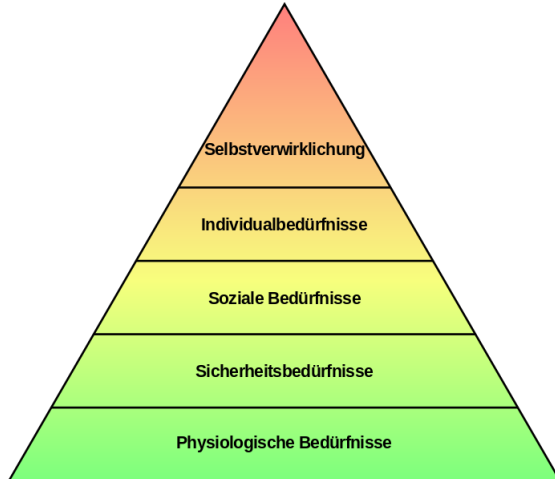 Selbstverwirklichung
Individualbedürfnisse
Soziale Bedürfnisse
Sicherheitsbedürfnisse
Physiologische Bedürfnisse